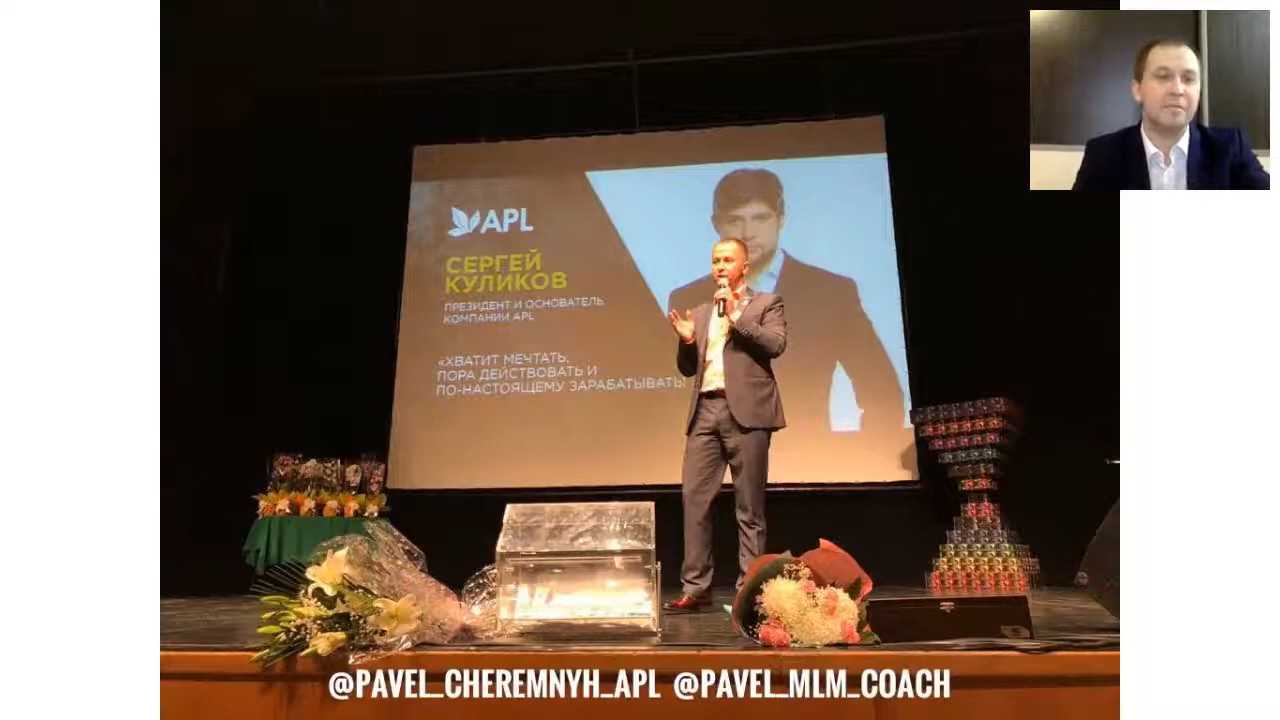 APL
СЕРГЕЙ
КУЛИКОВ
ПРЕЗИДЕНТ И ОСНОВАТЕЛЬ
КОМПАНИИ APL
«ХВАТИТ МЕЧТАТЬ,
ПОРА ДЕЙСТВОВАТЬ И
ПО-НАСТОЯЩЕМУ ЗАРАБАТЫВАТЬ
@PAVEL_CHEREMNYH_APL @PAVEL_MLM_COACH